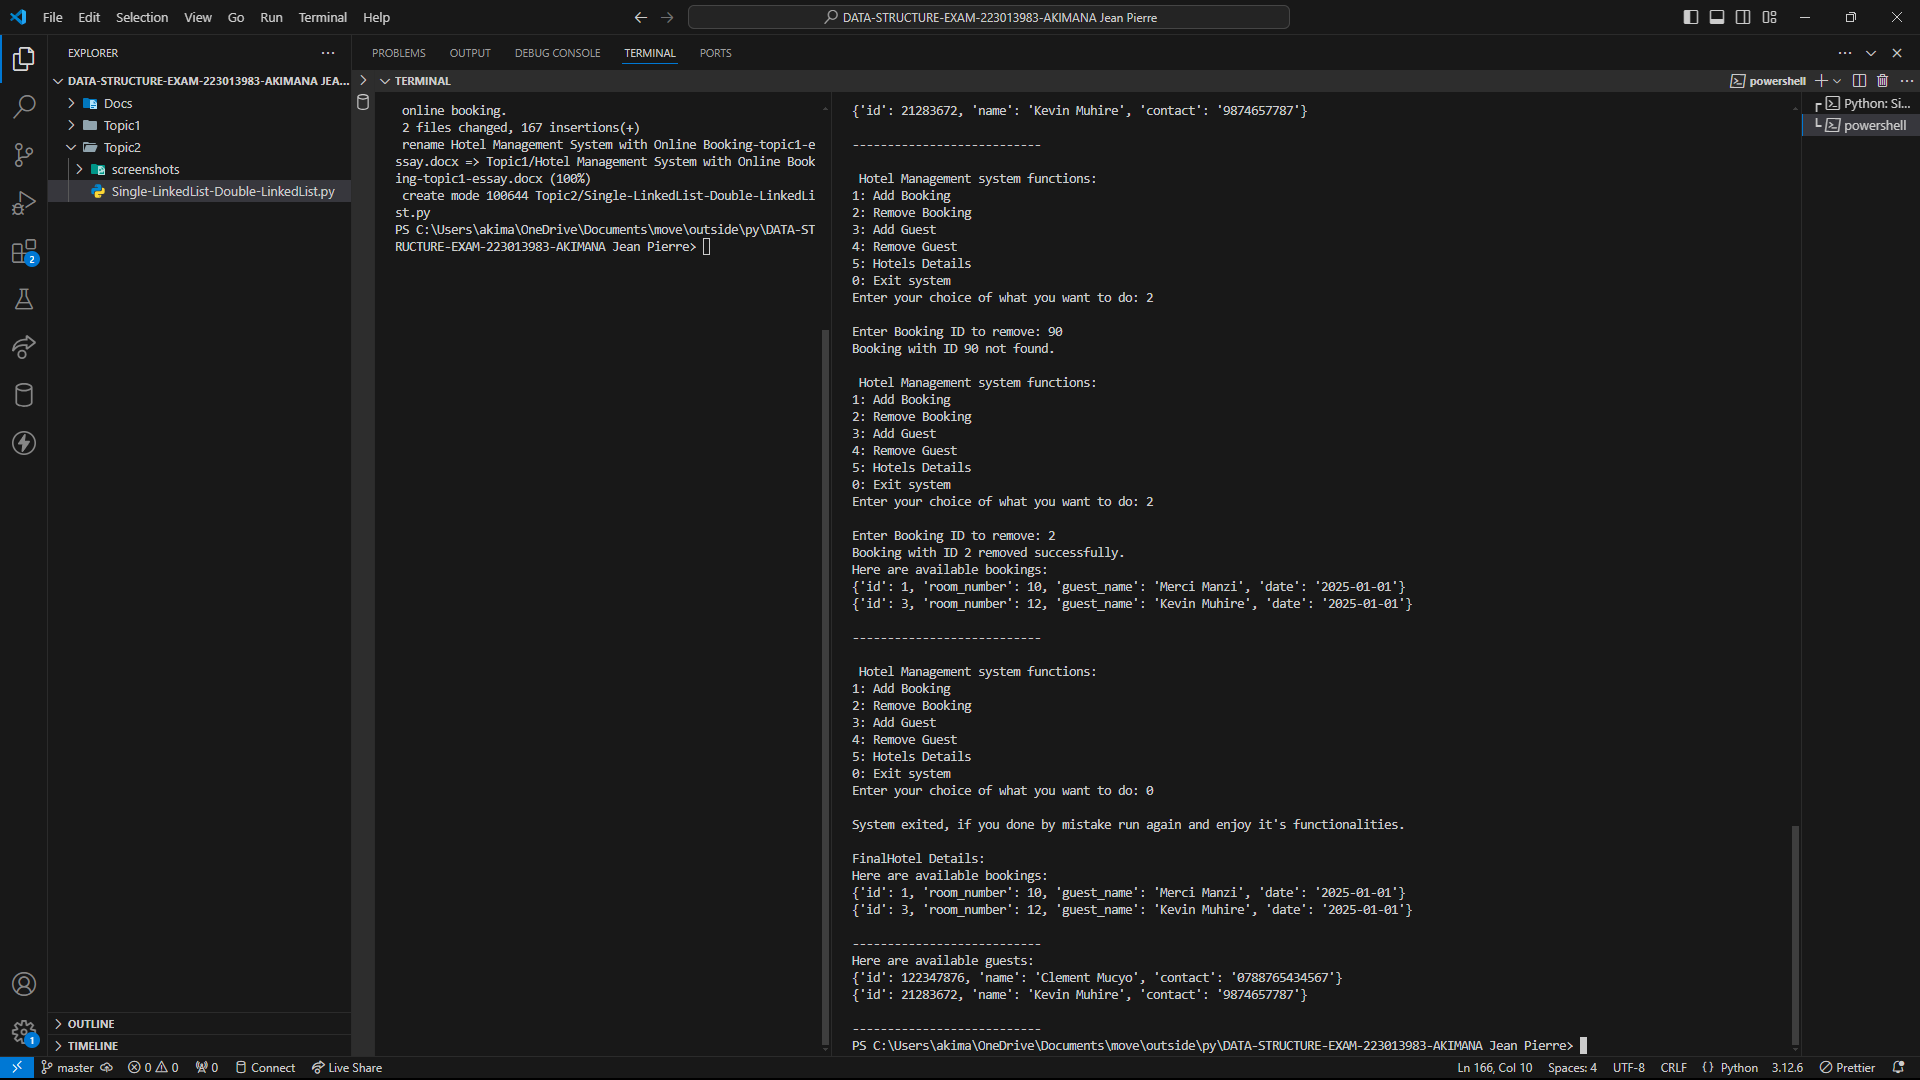 File Edit Selection View Go Run Terminal Help
DATA-STRUCTURE-EXAM-223013983-AKIMANA Jean Pierre
EXPLORER
DATA-STRUCTURE-EXAM-223013983-AKIMANA JEA...
Docs
Topic1
Topic2
screenshots
Single-LinkedList-Double-LinkedList.py
OUTLINE
TIMELINE
2
1
PROBLEMS OUTPUT DEBUG CONSOLE TERMINAL PORTS
TERMINAL
powershell
online booking.
2 files changed, 167 insertions(+)
rename Hotel Management System with Online Booking-topic1-e
ssay.docx => Topic1/Hotel Management System with Online Book
ing-topic1-essay.docx (100%)
create mode 100644 Topic2/Single-LinkedList-Double-LinkedLi
st.py
PS C:\Users\akima\OneDrive\Documents\move\outside\py\DATA-ST
RUCTURE-EXAM-223013983-AKIMANA Jean Pierre>
{'id': 21283672, 'name': 'Kevin Muhire', 'contact': '9874657787'}
---------------------------
Hotel Management system functions:
1: Add Booking
2: Remove Booking
3: Add Guest
4: Remove Guest
5: Hotels Details
0: Exit system
Enter your choice of what you want to do: 2
Enter Booking ID to remove: 90
Booking with ID 90 not found.
Hotel Management system functions:
1: Add Booking
2: Remove Booking
3: Add Guest
4: Remove Guest
5: Hotels Details
0: Exit system
Enter your choice of what you want to do: 2
Enter Booking ID to remove: 2
Booking with ID 2 removed successfully.
Here are available bookings:
{'id': 1, 'room_number': 10, 'guest_name': 'Merci Manzi', 'date': '2025-01-01'}
{'id': 3, 'room_number': 12, 'guest_name': 'Kevin Muhire', 'date': '2025-01-01'}
---------------------------
Hotel Management system functions:
1: Add Booking
2: Remove Booking
3: Add Guest
4: Remove Guest
5: Hotels Details
0: Exit system
Enter your choice of what you want to do: 0
System exited, if you done by mistake run again and enjoy it's functionalities.
FinalHotel Details:
Here are available bookings:
{'id': 1, 'room_number': 10, 'guest_name': 'Merci Manzi', 'date': '2025-01-01'}
{'id': 3, 'room_number': 12, 'guest_name': 'Kevin Muhire', 'date': '2025-01-01'}
---------------------------
Here are available guests:
{'id': 122347876, 'name': 'Clement Mucyo', 'contact': '0788765434567'}
{'id': 21283672, 'name': 'Kevin Muhire', 'contact': '9874657787'}
---------------------------
PS C:\Users\akima\OneDrive\Documents\move\outside\py\DATA-STRUCTURE-EXAM-223013983-AKIMANA Jean Pierre>
Python: Si...
powershell
master 0 0 0 Connect Live Share Ln 166, Col 10 Spaces: 4 UTF-8 CRLF {} Python 3.12.6 Prettier